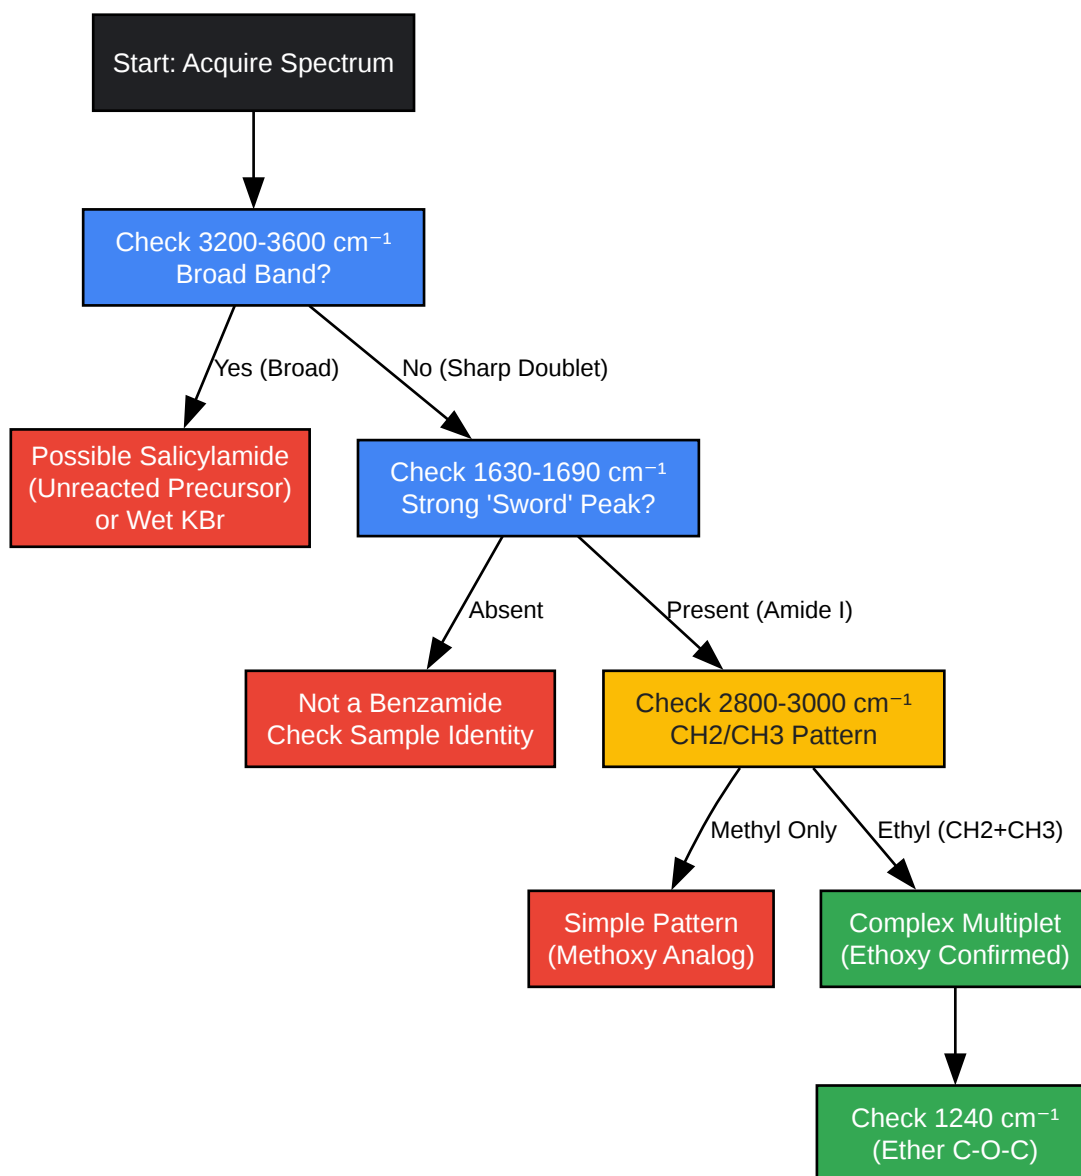 Start: Acquire Spectrum
Check 3200-3600 cm⁻¹
Broad Band?
Yes (Broad)
No (Sharp Doublet)
Possible Salicylamide
(Unreacted Precursor)
or Wet KBr
Check 1630-1690 cm⁻¹
Strong 'Sword' Peak?
Absent
Present (Amide I)
Not a Benzamide
Check Sample Identity
Check 2800-3000 cm⁻¹
CH2/CH3 Pattern
Methyl Only
Ethyl (CH2+CH3)
Simple Pattern
(Methoxy Analog)
Complex Multiplet
(Ethoxy Confirmed)
Check 1240 cm⁻¹
(Ether C-O-C)